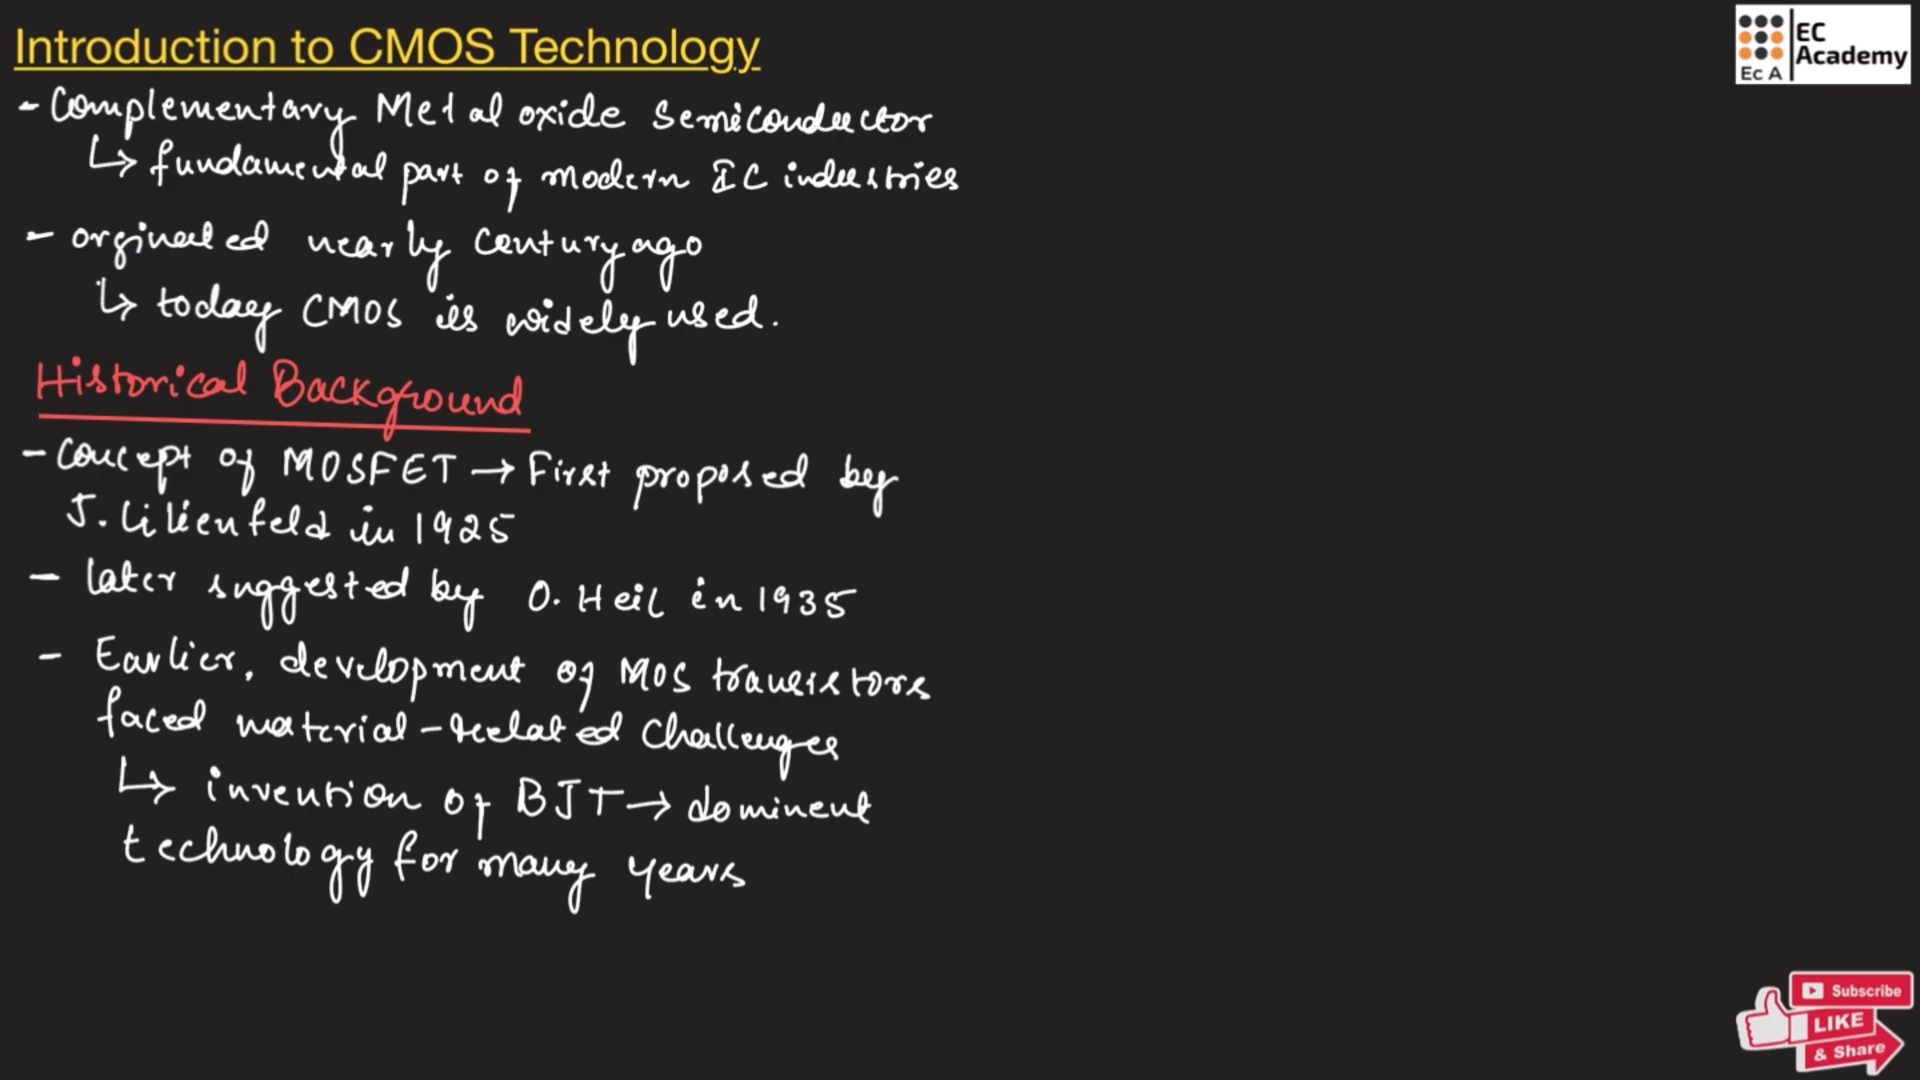 Introduction to CMOS Technology
EC
Academy
Ec A
- Complementary Metal oxide Semiconductor
↳ fundamental part of modern IC industries
- orginated nearly century ago
↳ today CMOS is widely used.
Historical Background
- Concept of MOSFET → First proposed by
J. Lilienfeld in 1925
- later suggested by O. Heil in 1935
- Earlier, development of MOS transistors
faced material-related challenges
↳ invention of BJT → dominent
technology for many years
Subscribe
LIKE
& Share